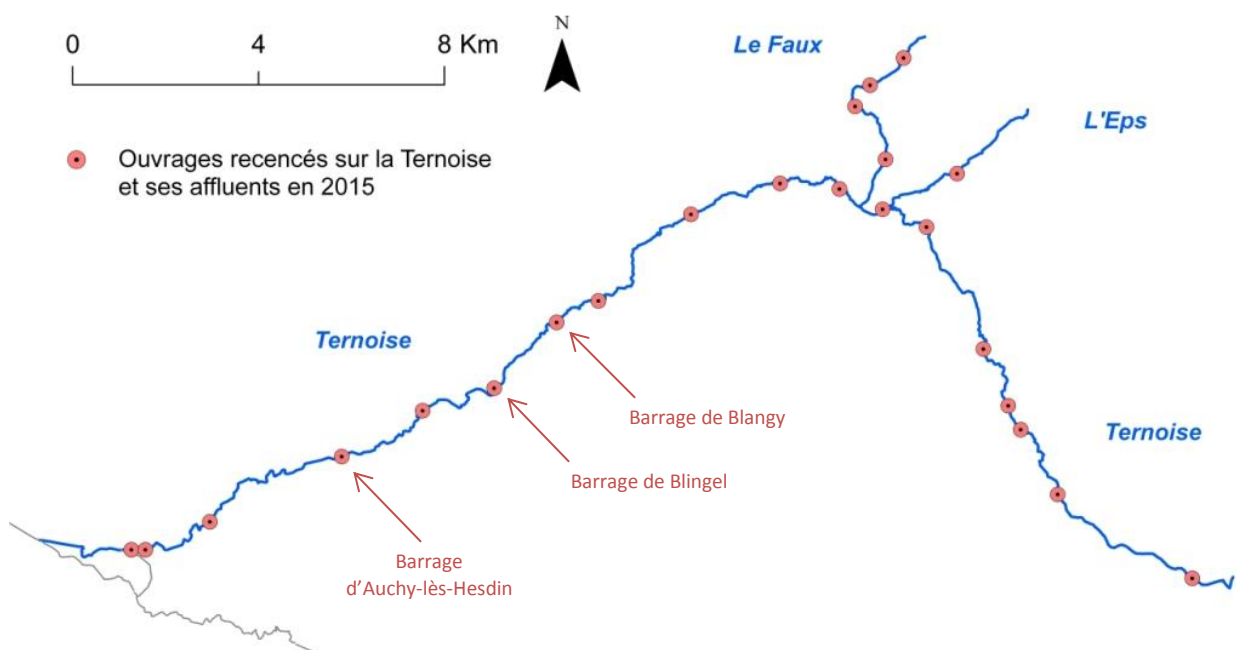 0 4 8 Km
N
Le Faux
L'Eps
Ouvrages recencés sur la Ternoise
et ses affluents en 2015
Ternoise
Barrage de Blangy
Ternoise
Barrage de Blingel
Barrage
d'Auchy-lès-Hesdin